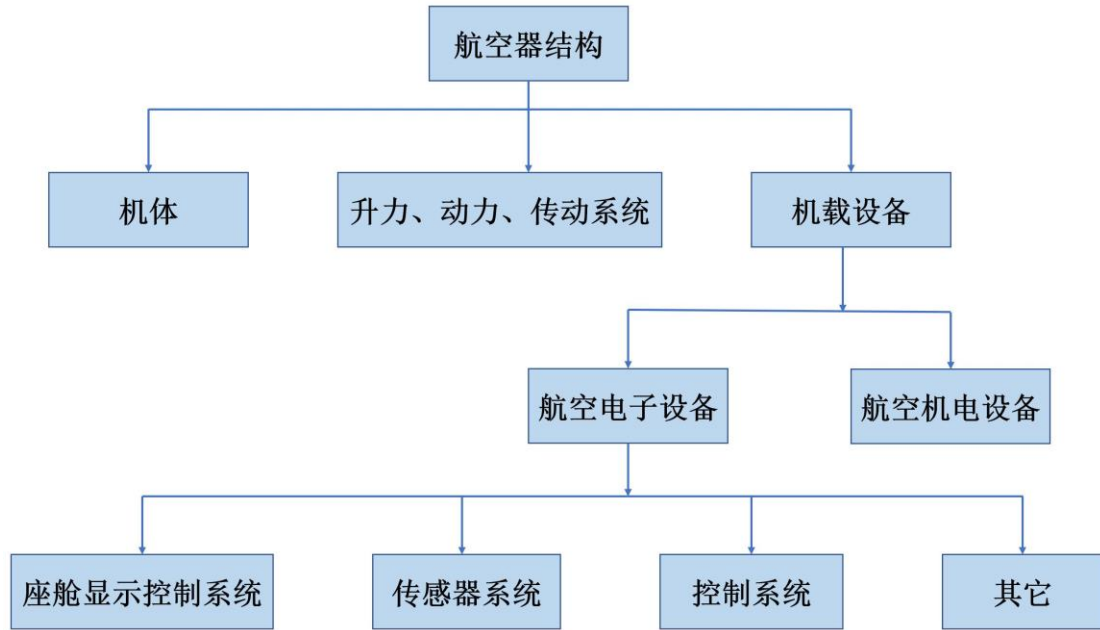 航空器结构
机体
升力、动力、传动系统
机载设备
航空电子设备
航空机电设备
座舱显示控制系统
传感器系统
控制系统
其它